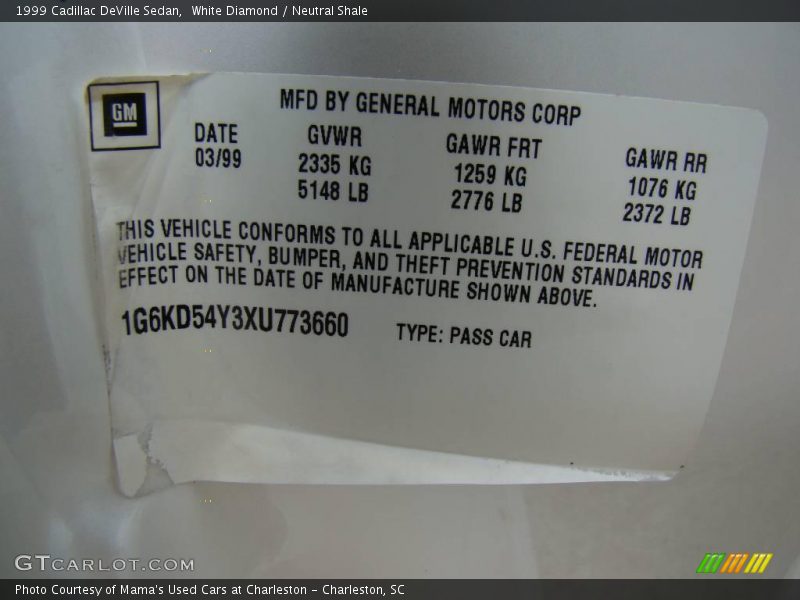 1999 Cadillac DeVille Sedan,  White Diamond / Neutral Shale
GM
MFD BY GENERAL MOTORS CORP
DATE GVWR GAWR FRT GAWR RR
03/99 2335 KG 1259 KG 1076 KG
5148 LB 2776 LB 2372 LB
THIS VEHICLE CONFORMS TO ALL APPLICABLE U.S. FEDERAL MOTOR
VEHICLE SAFETY, BUMPER, AND THEFT PREVENTION STANDARDS IN
EFFECT ON THE DATE OF MANUFACTURE SHOWN ABOVE.
1G6KD54Y3XU773660 TYPE: PASS CAR
GTCARLOT.COM
Photo Courtesy of Mama's Used Cars at Charleston - Charleston, SC